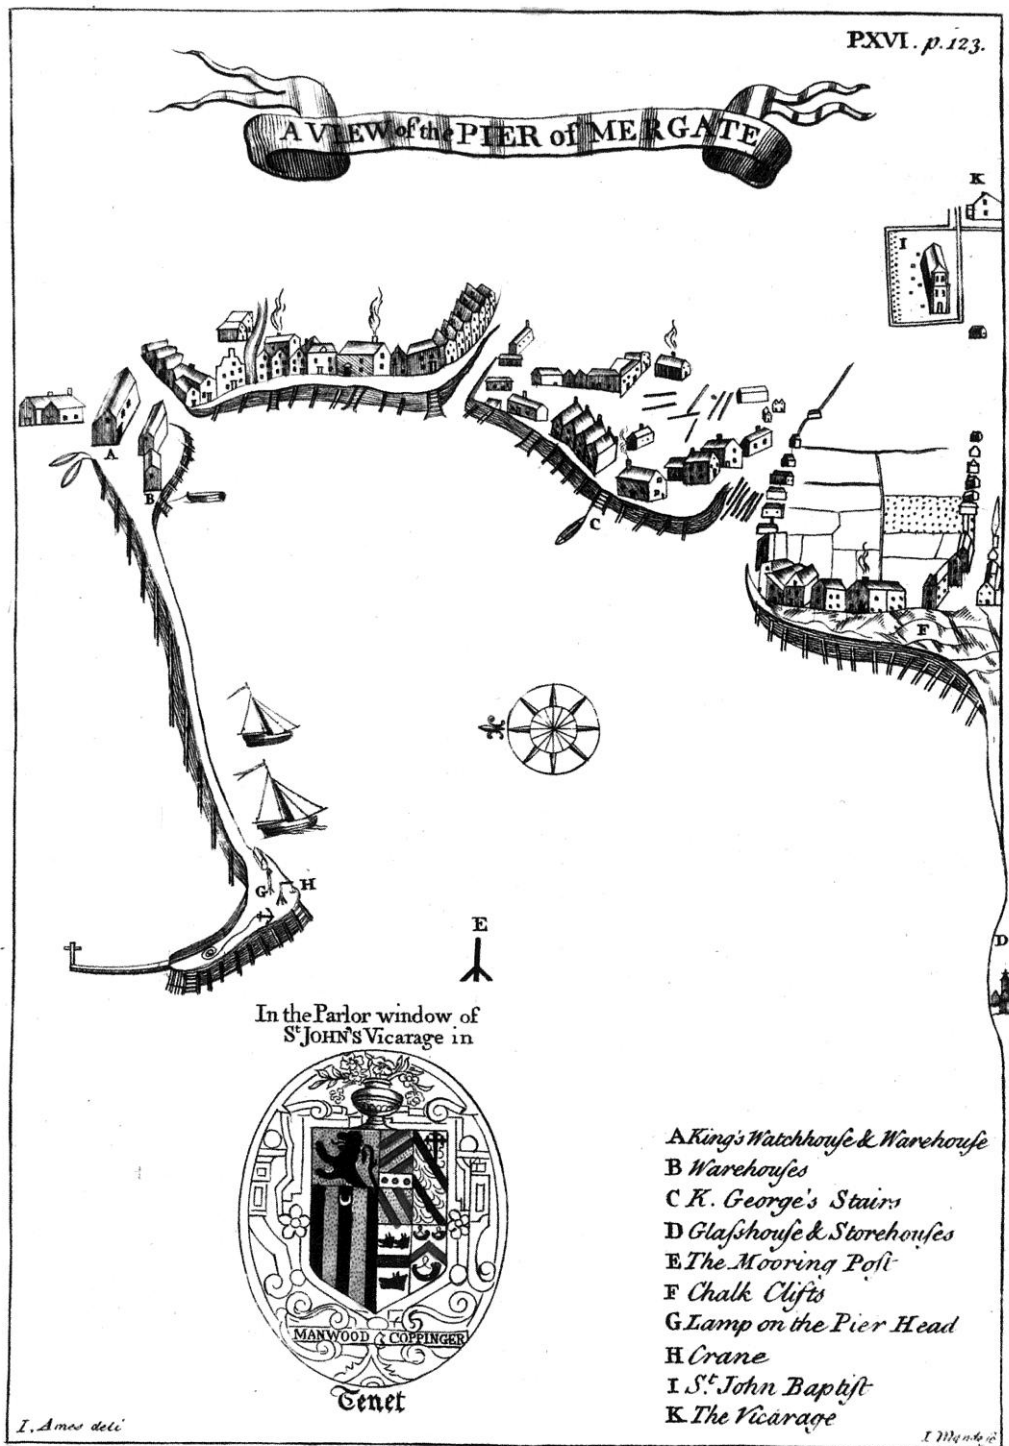 P.XVI. p.123.
A VIEW of the PIER of MERGATE
K
I
A
B
C
F
G H
E
D
In the Parlor window of
St JOHN'S Vicarage in
MANWOOD & COPPINGER
Tenet
A King's Watchhouſe & Warehouſe
B Warehouſes
C K. George's Stairs
D Glaſshouſe & Storehouſes
E The Mooring Poſt
F Chalk Clifts
G Lamp on the Pier Head
H Crane
I St. John Baptiſt
K The Vicarage
I. Ames deli
I.